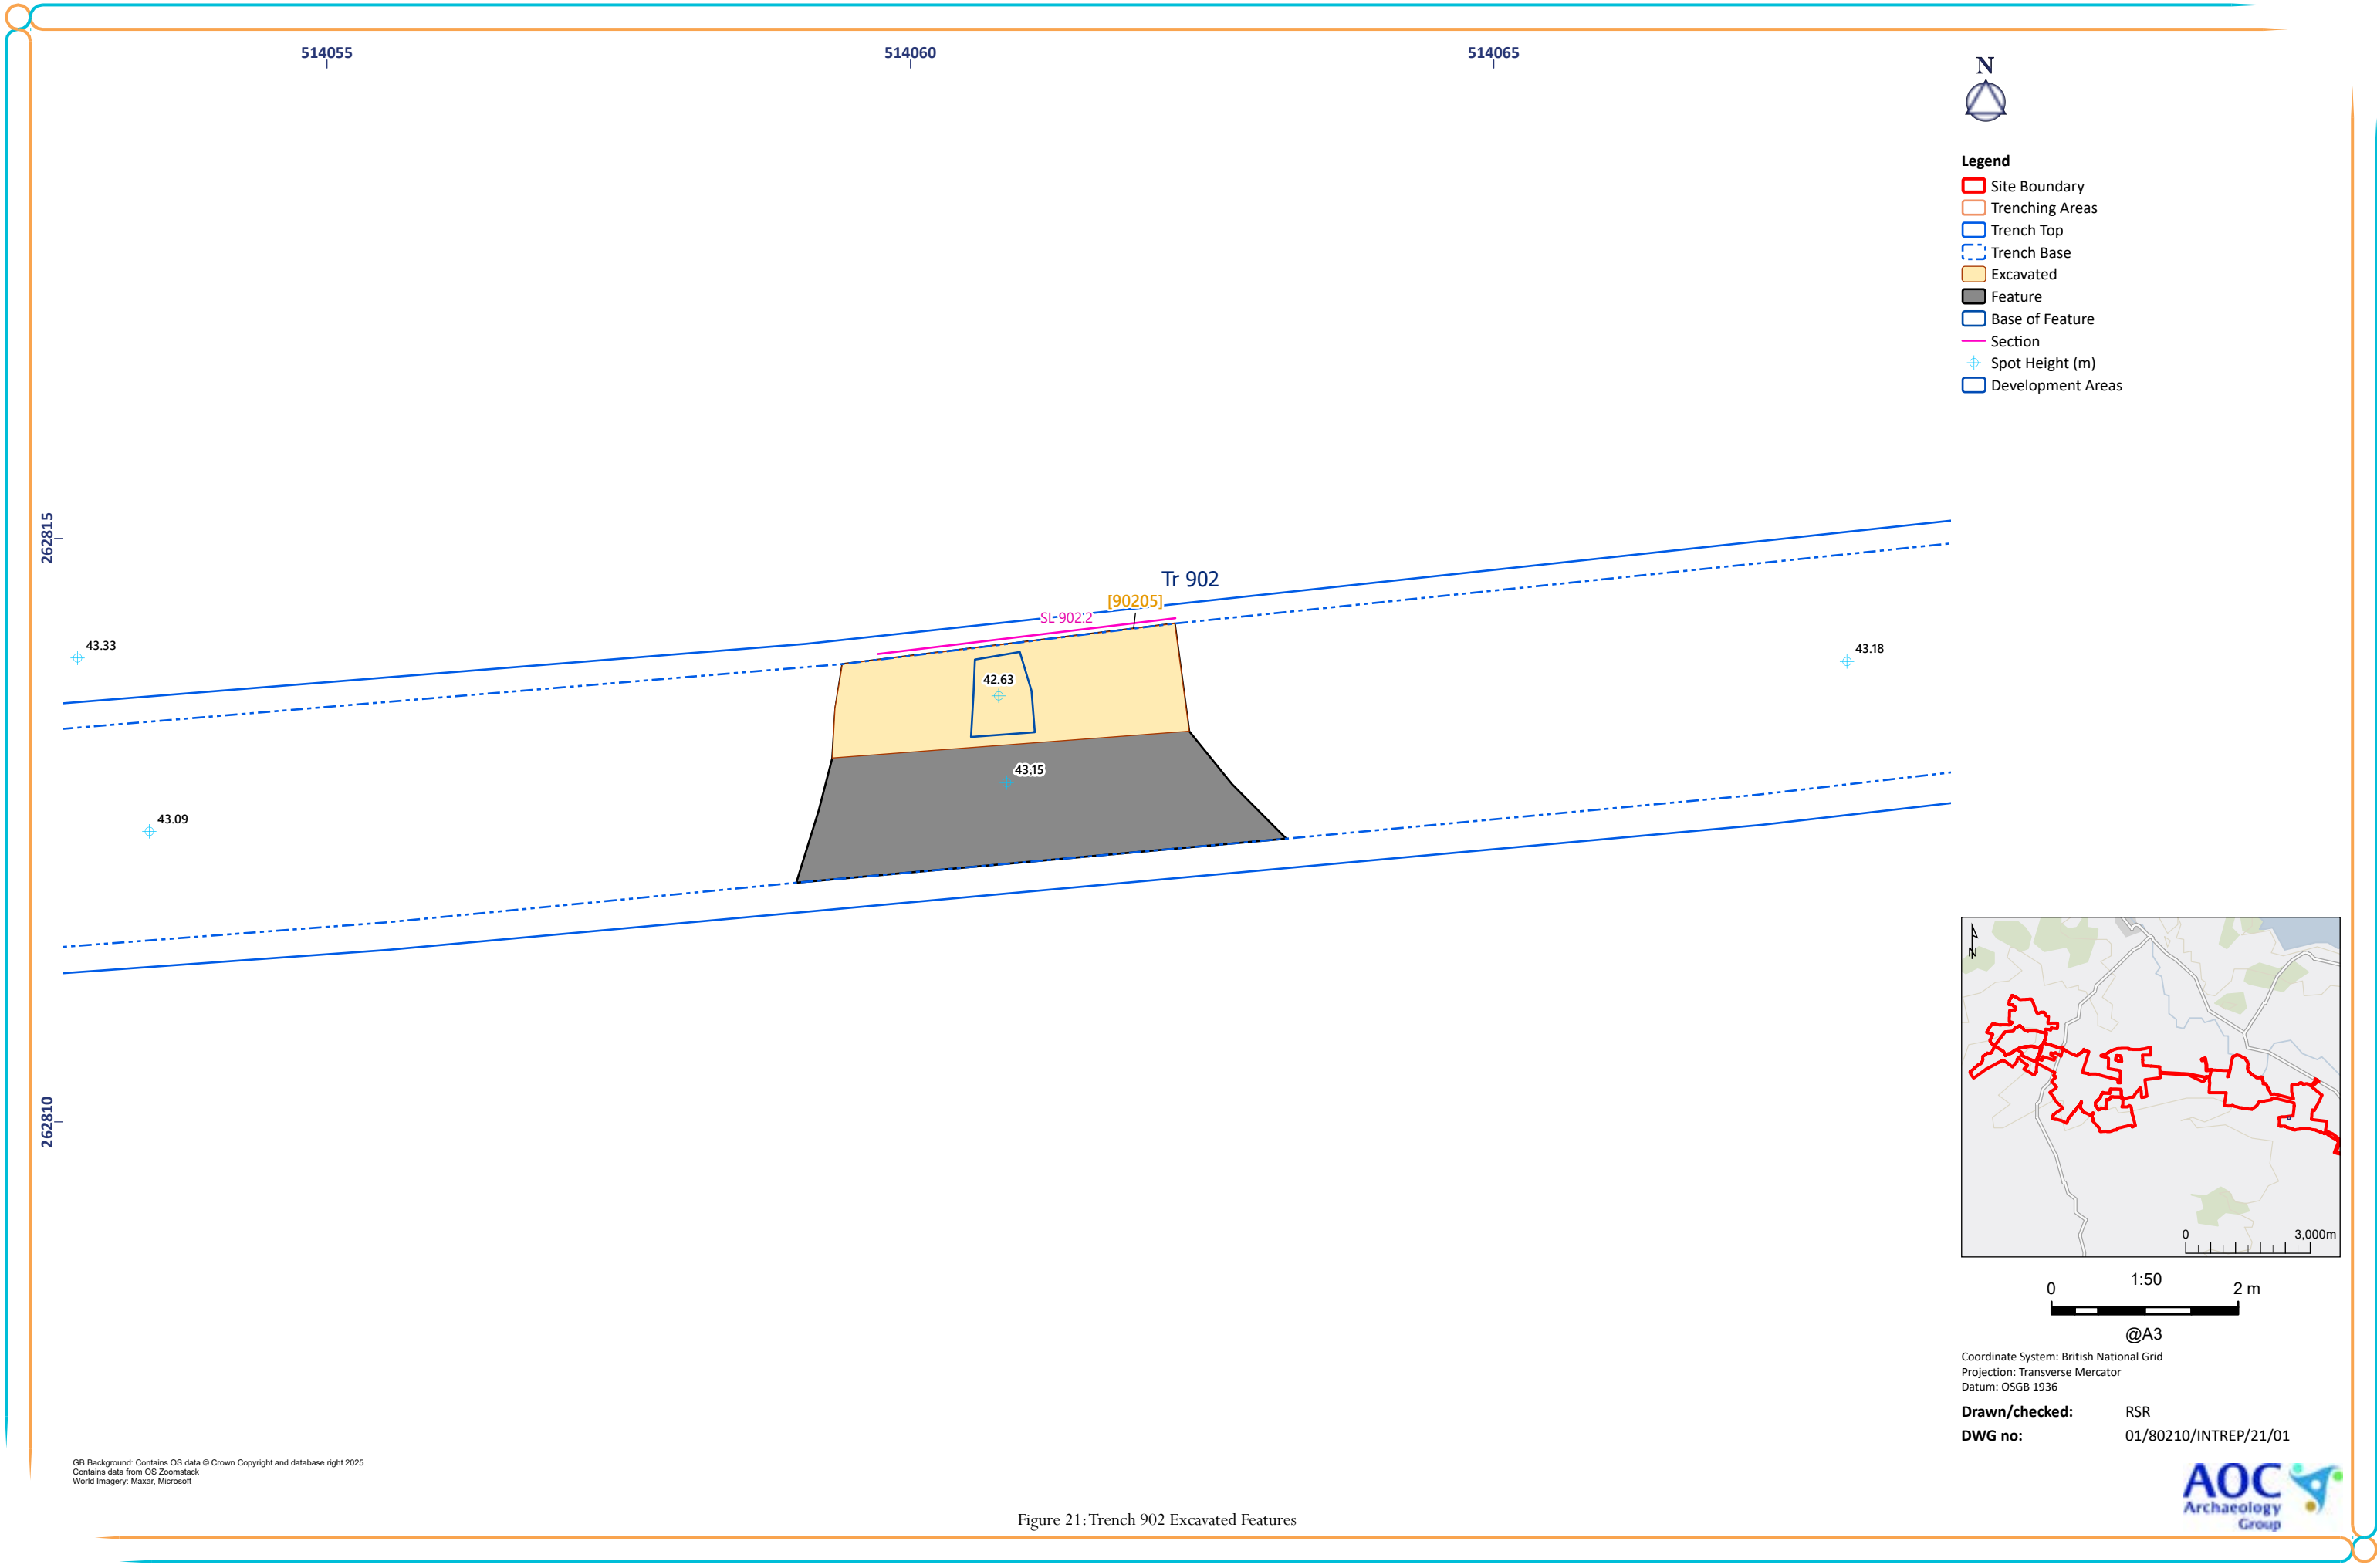 514055
514060
514065
N
Legend
Site Boundary
Trenching Areas
Trench Top
Trench Base
Excavated
Feature
Base of Feature
Section
Spot Height (m)
Development Areas
262815
262810
Tr 902
[90205]
SL 902.2
43.33
43.18
42.63
43.15
43.09
N
0 3,000m
1:50
0 2 m
@A3
Coordinate System: British National Grid
Projection: Transverse Mercator
Datum: OSGB 1936
Drawn/checked: RSR
DWG no: 01/80210/INTREP/21/01
GB Background: Contains OS data © Crown Copyright and database right 2025
Contains data from OS Zoomstack
World Imagery: Maxar, Microsoft
AOC
Archaeology
Group
Figure 21: Trench 902 Excavated Features